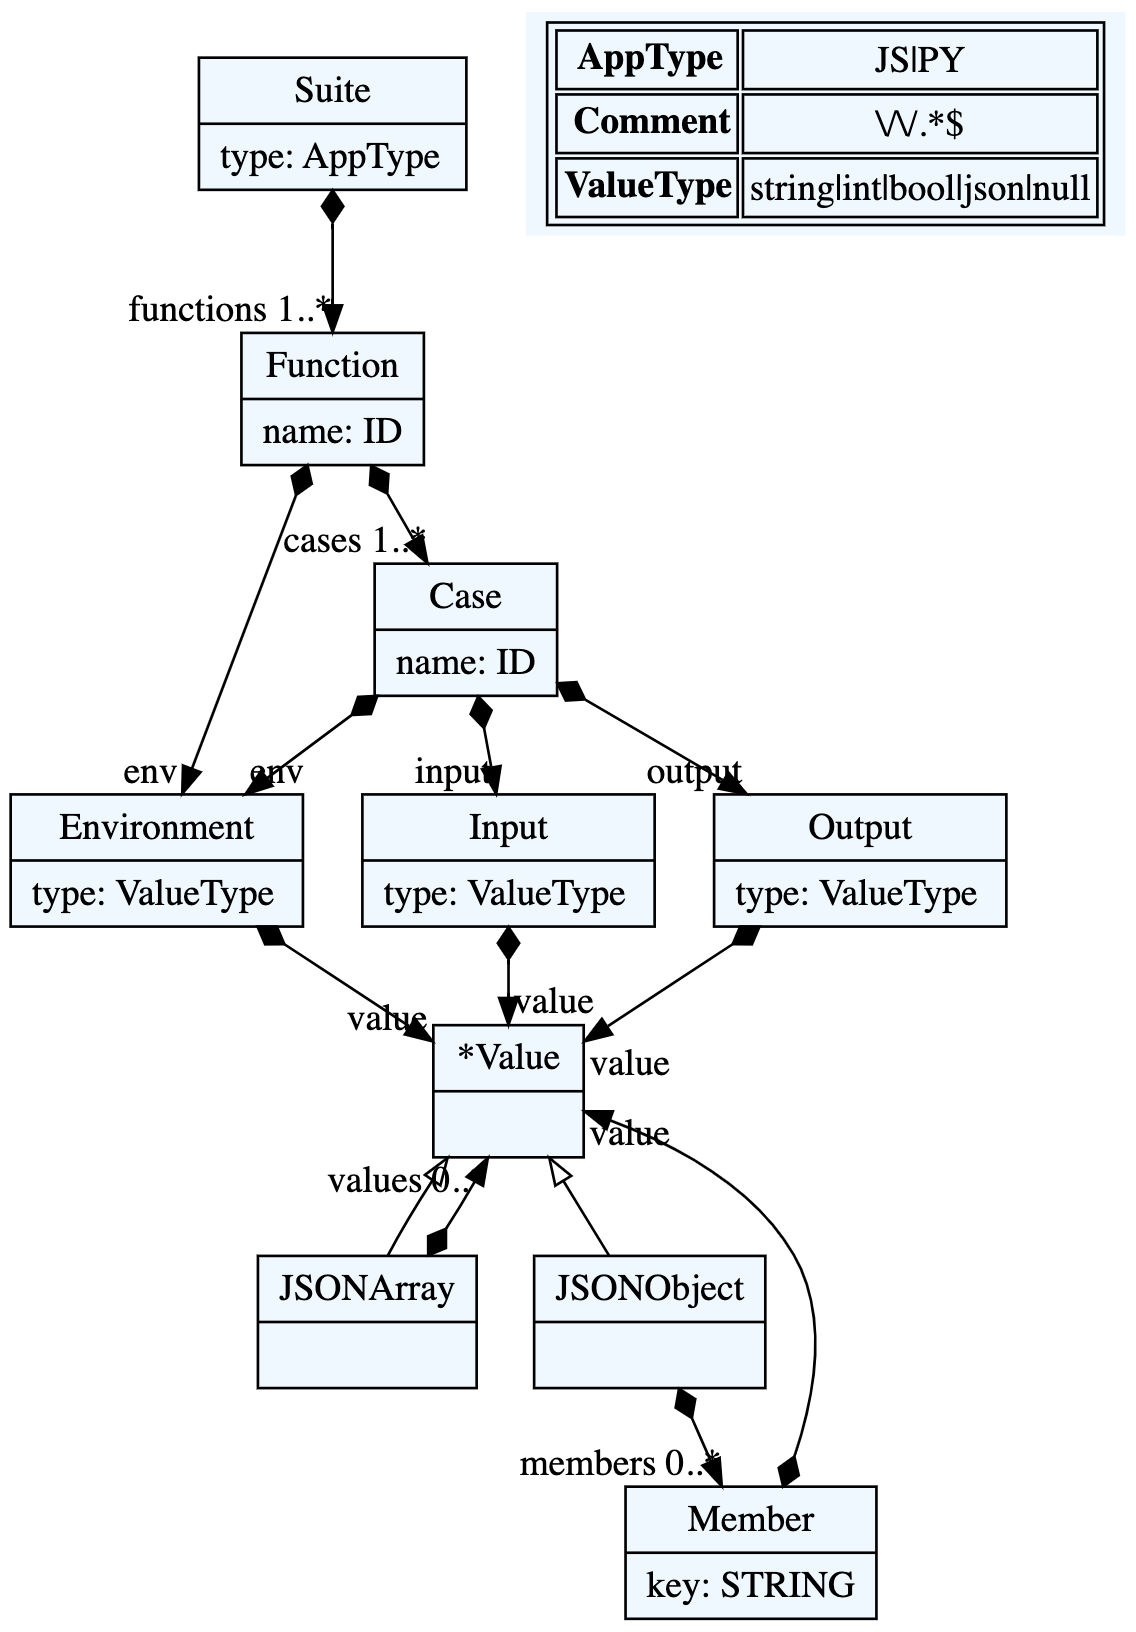 AppType JS|PY
Comment \/\/.*$
ValueType string|int|bool|json|null
Suite
type: AppType
functions 1..*
Function
name: ID
cases 1..*
Case
name: ID
env
env
input
output
Environment
type: ValueType
Input
type: ValueType
Output
type: ValueType
value
value
value
*Value
value
values 0..
JSONArray
JSONObject
members 0..*
Member
key: STRING